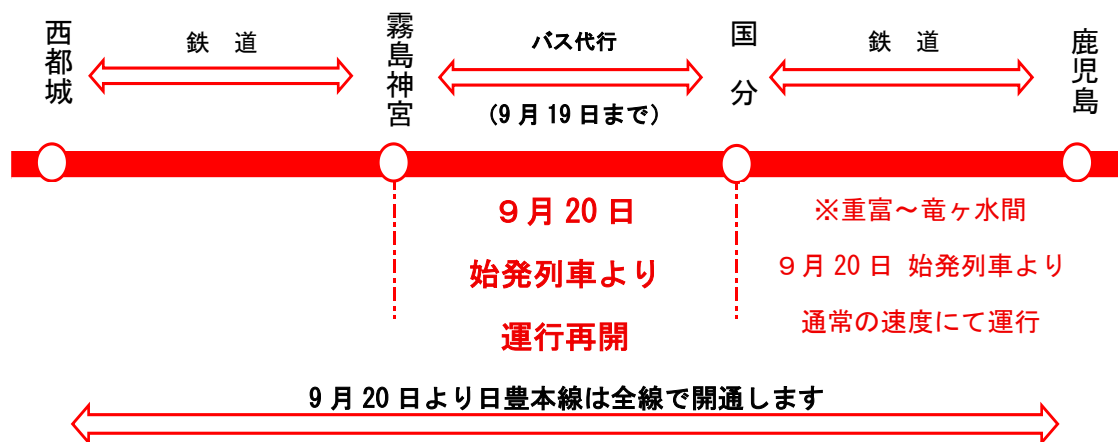 西都城
鉄 道
霧島神宮
バス代行
(9月19日まで)
国 分
鉄 道
鹿児島
９月20日
始発列車より
運行再開
※重富～竜ヶ水間
９月20日 始発列車より
通常の速度にて運行
9月20日より日豊本線は全線で開通します